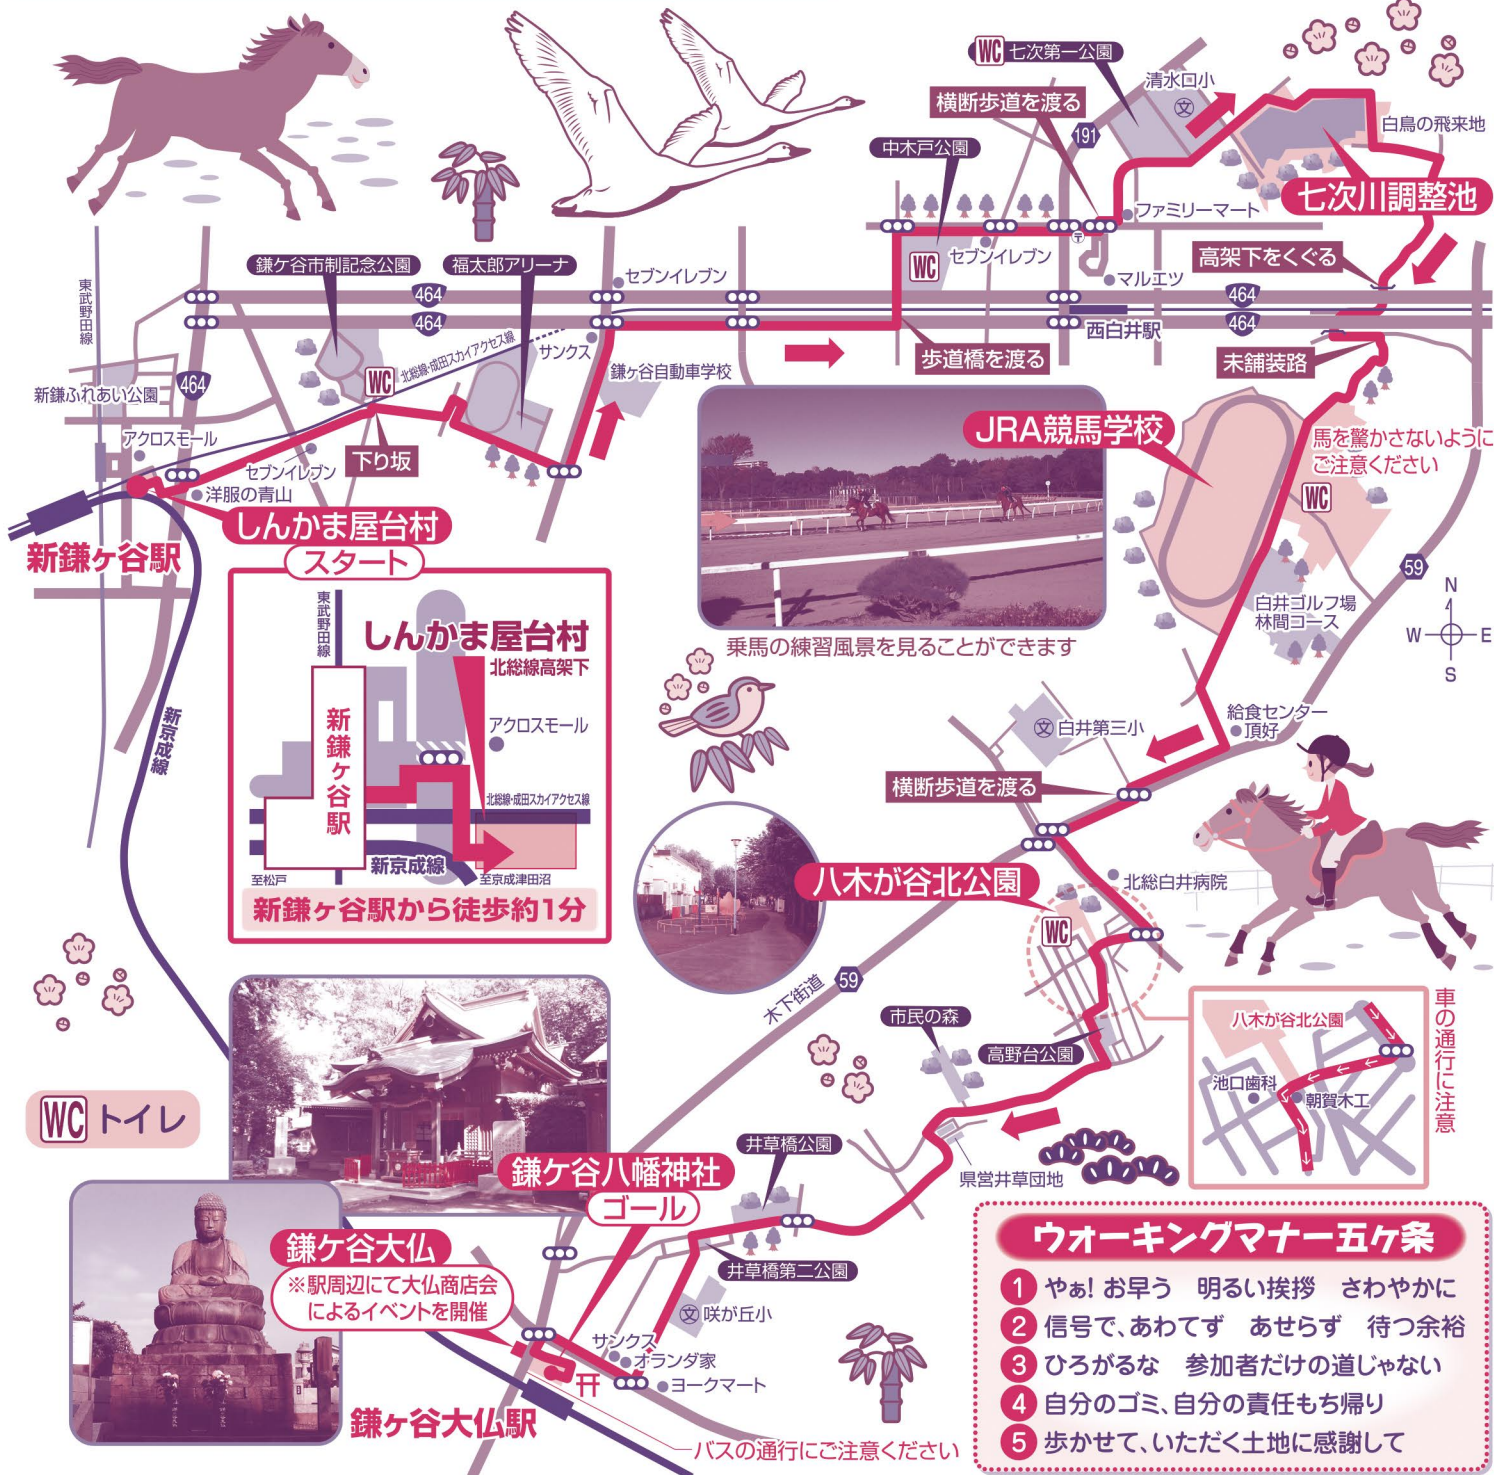 WC 七次第一公園
清水口小
文
横断歩道を渡る
191
白鳥の飛来地
中木戸公園
七次川調整池
ファミリーマート
〒
鎌ケ谷市制記念公園
福太郎アリーナ
セブンイレブン
WC
セブンイレブン
マルエツ
高架下をくぐる
東武野田線
464
464
464
464
西白井駅
北総線・成田スカイアクセス線
サンクス
歩道橋を渡る
未舗装路
鎌ヶ谷自動車学校
WC
新鎌ふれあい公園
464
JRA競馬学校
馬を驚かさないように
ご注意ください
WC
アクロスモール
セブンイレブン
下り坂
洋服の青山
しんかま屋台村
スタート
新鎌ヶ谷駅
59
N
W
E
S
白井ゴルフ場
林間コース
乗馬の練習風景を見ることができます
東武野田線
しんかま屋台村
北総線高架下
新鎌ヶ谷駅
アクロスモール
北総線・成田スカイアクセス線
新京成線
至松戸
至京成津田沼
新鎌ヶ谷駅から徒歩約1分
新京成線
給食センター
頂好
文 白井第三小
横断歩道を渡る
八木が谷北公園
北総白井病院
WC
59
木下街道
市民の森
高野台公園
八木が谷北公園
池口歯科
朝賀木工
車の通行に注意
WC トイレ
県営井草団地
井草橋公園
鎌ケ谷八幡神社
ゴール
井草橋第二公園
鎌ケ谷大仏
※駅周辺にて大仏商店会
によるイベントを開催
文 咲が丘小
サンクス
オランダ家
ヨークマート
鎌ヶ谷大仏駅
バスの通行にご注意ください
ウォーキングマナー五ケ条
1 やぁ! お早う 明るい挨拶 さわやかに
2 信号で、あわてず あせらず 待つ余裕
3 ひろがるな 参加者だけの道じゃない
4 自分のゴミ、自分の責任もち帰り
5 歩かせて、いただく土地に感謝して